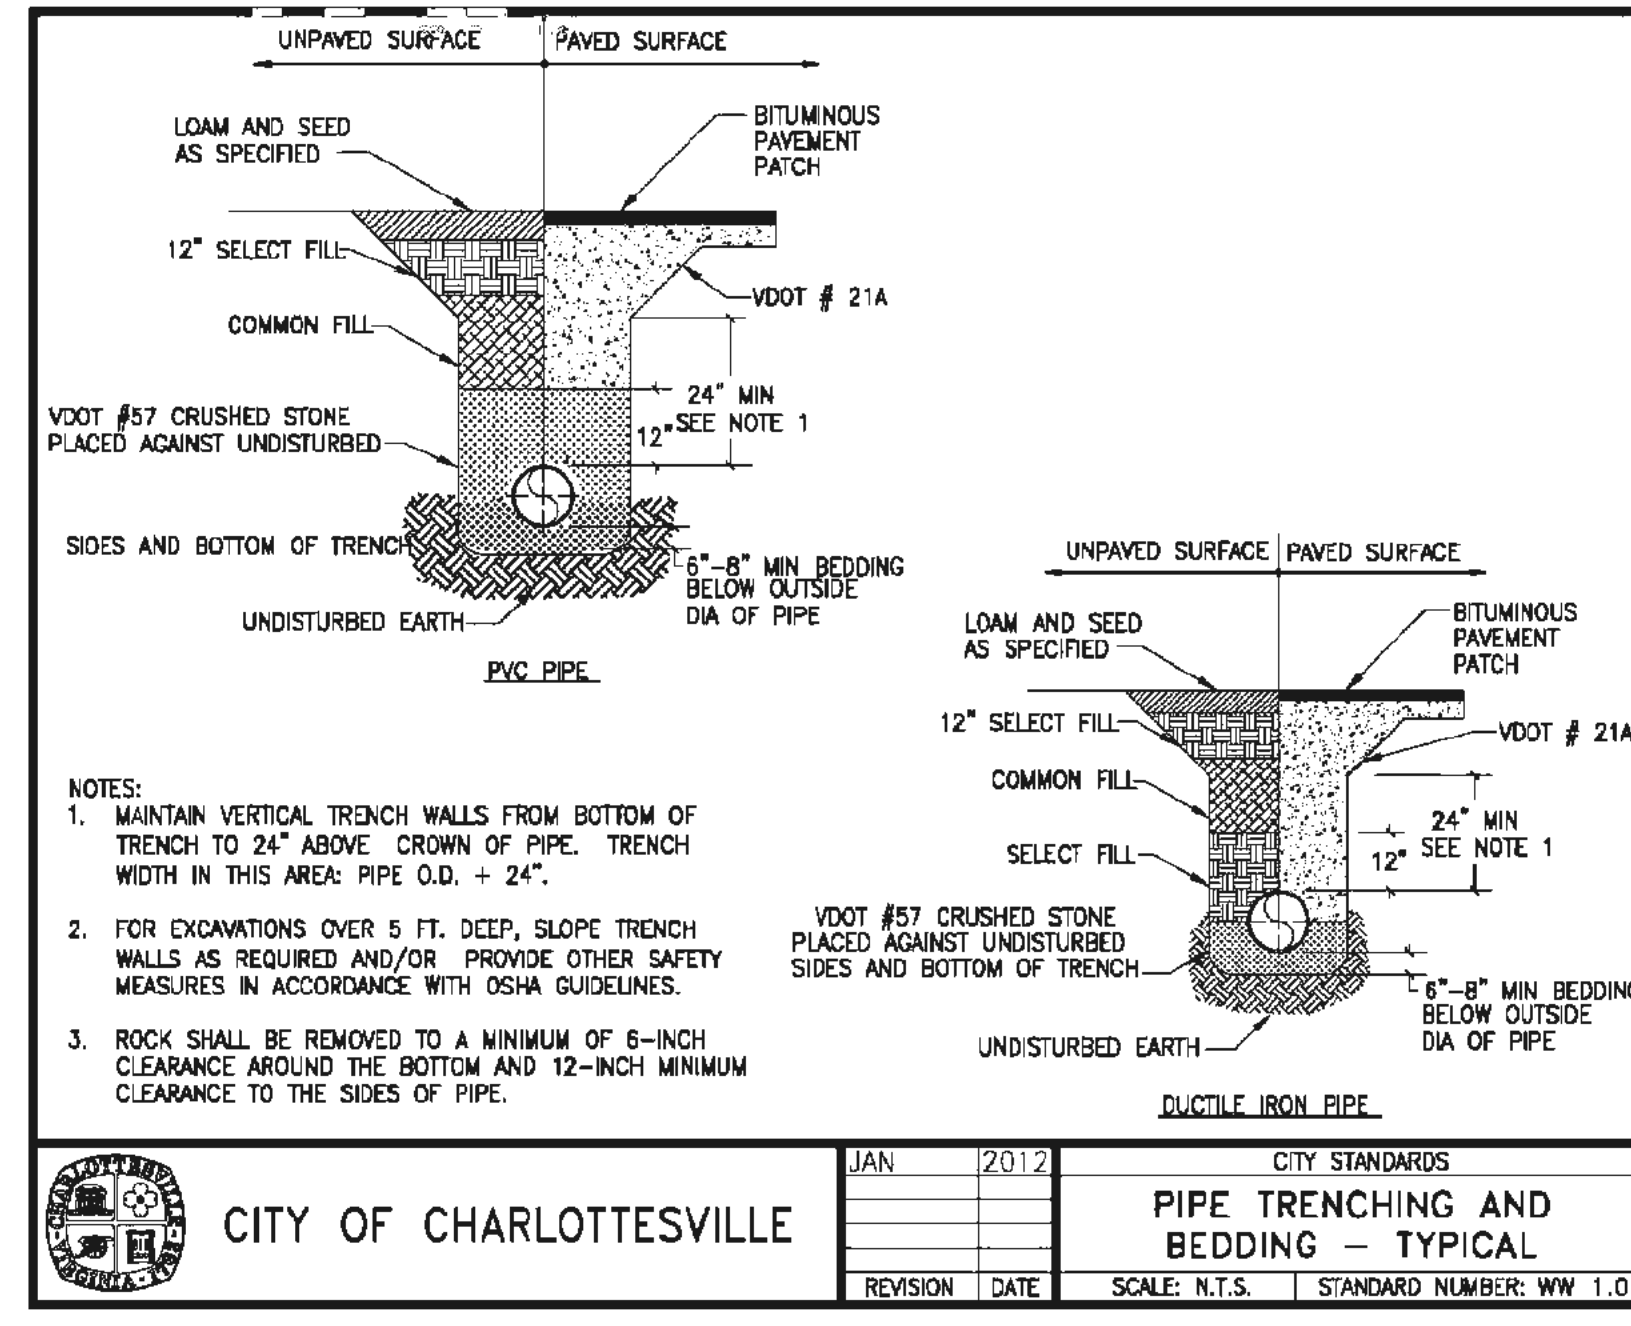 UNPAVED SURFACE
PAVED SURFACE
LOAM AND SEED
AS SPECIFIED
BITUMINOUS
PAVEMENT
PATCH
12" SELECT FILL
VDOT # 21A
COMMON FILL
24" MIN
SEE NOTE 1
12"
VDOT #57 CRUSHED STONE
PLACED AGAINST UNDISTURBED
SIDES AND BOTTOM OF TRENCH
6"-8" MIN BEDDING
BELOW OUTSIDE
DIA OF PIPE
UNDISTURBED EARTH
PVC PIPE
UNPAVED SURFACE
PAVED SURFACE
LOAM AND SEED
AS SPECIFIED
BITUMINOUS
PAVEMENT
PATCH
12" SELECT FILL
VDOT # 21A
COMMON FILL
24" MIN
SEE NOTE 1
12"
SELECT FILL
VDOT #57 CRUSHED STONE
PLACED AGAINST UNDISTURBED
SIDES AND BOTTOM OF TRENCH
6"-8" MIN BEDDING
BELOW OUTSIDE
DIA OF PIPE
UNDISTURBED EARTH
DUCTILE IRON PIPE
NOTES:
1. MAINTAIN VERTICAL TRENCH WALLS FROM BOTTOM OF
TRENCH TO 24" ABOVE CROWN OF PIPE. TRENCH
WIDTH IN THIS AREA: PIPE O.D. + 24".
2. FOR EXCAVATIONS OVER 5 FT. DEEP, SLOPE TRENCH
WALLS AS REQUIRED AND/OR PROVIDE OTHER SAFETY
MEASURES IN ACCORDANCE WITH OSHA GUIDELINES.
3. ROCK SHALL BE REMOVED TO A MINIMUM OF 6-INCH
CLEARANCE AROUND THE BOTTOM AND 12-INCH MINIMUM
CLEARANCE TO THE SIDES OF PIPE.
CHARLOTTESVILLE
VIRGINIA
CITY OF CHARLOTTESVILLE
JAN 2012
REVISION DATE
CITY STANDARDS
PIPE TRENCHING AND
BEDDING – TYPICAL
SCALE: N.T.S.
STANDARD NUMBER: WW 1.0